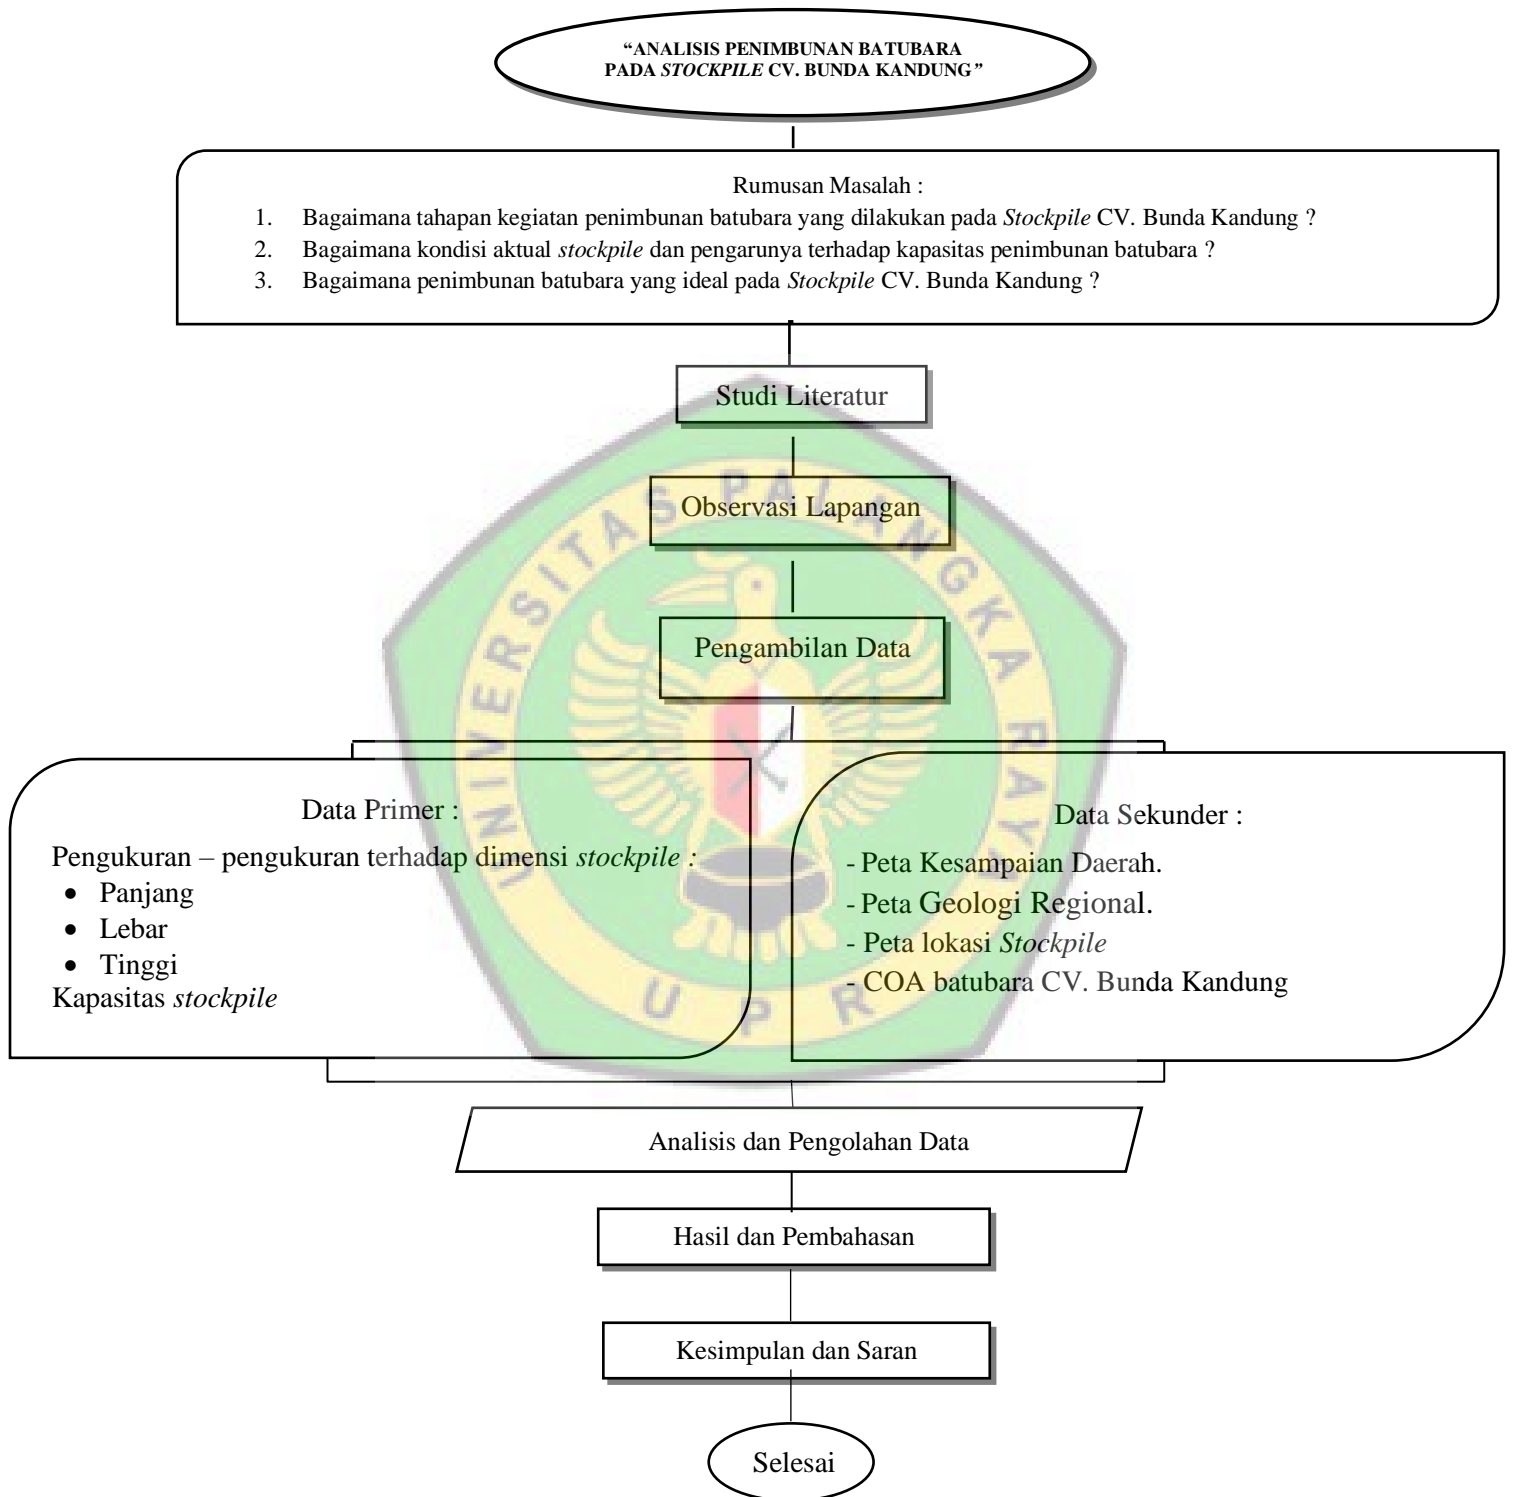 “ANALISIS PENIMBUNAN BATUBARA
PADA STOCKPILE CV. BUNDA KANDUNG”
Rumusan Masalah :
1. Bagaimana tahapan kegiatan penimbunan batubara yang dilakukan pada Stockpile CV. Bunda Kandung ?
2. Bagaimana kondisi aktual stockpile dan pengarunya terhadap kapasitas penimbunan batubara ?
3. Bagaimana penimbunan batubara yang ideal pada Stockpile CV. Bunda Kandung ?
Studi Literatur
Observasi Lapangan
Pengambilan Data
Data Primer :
Pengukuran – pengukuran terhadap dimensi stockpile :
• Panjang
• Lebar
• Tinggi
Kapasitas stockpile
Data Sekunder :
- Peta Kesampaian Daerah.
- Peta Geologi Regional.
- Peta lokasi Stockpile
- COA batubara CV. Bunda Kandung
Analisis dan Pengolahan Data
Hasil dan Pembahasan
Kesimpulan dan Saran
Selesai
UNIVERSITAS PALANGKA RAYA
UPR